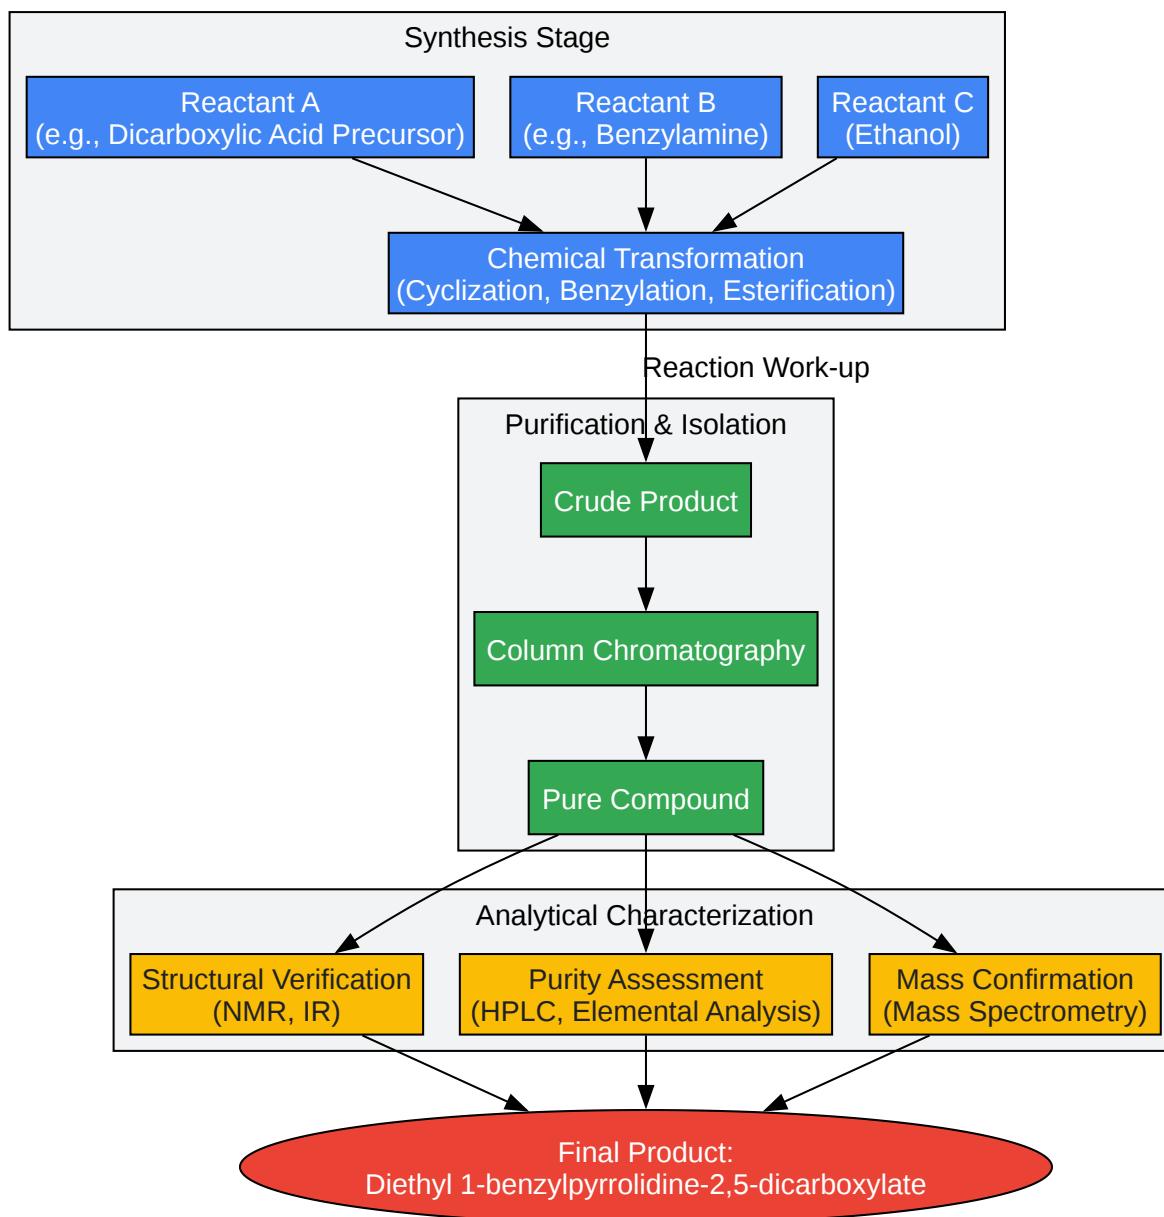 Synthesis Stage
Reactant A
(e.g., Dicarboxylic Acid Precursor)
Reactant B
(e.g., Benzylamine)
Reactant C
(Ethanol)
Chemical Transformation
(Cyclization, Benzylation, Esterification)
Reaction Work-up
Purification & Isolation
Crude Product
Column Chromatography
Pure Compound
Analytical Characterization
Structural Verification
(NMR, IR)
Purity Assessment
(HPLC, Elemental Analysis)
Mass Confirmation
(Mass Spectrometry)
Final Product:
Diethyl 1-benzylpyrrolidine-2,5-dicarboxylate